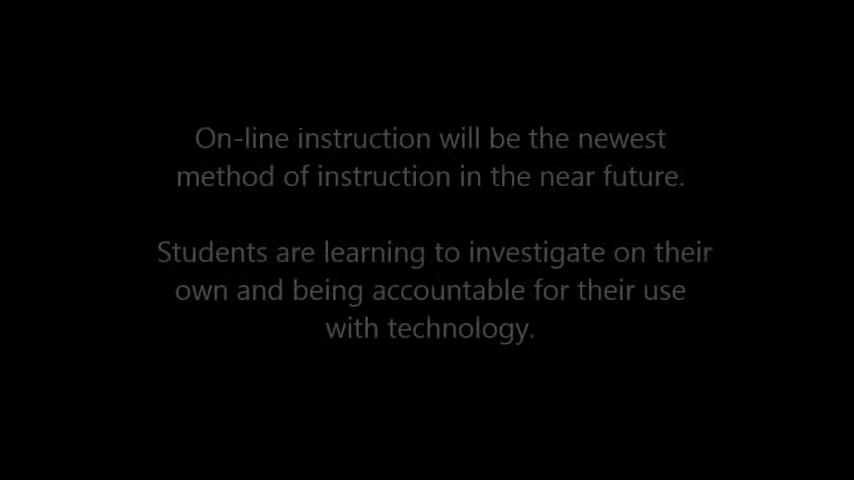 On-line instruction will be the newest
method of instruction in the near future.
Students are learning to investigate on their
own and being accountable for their use
with technology.